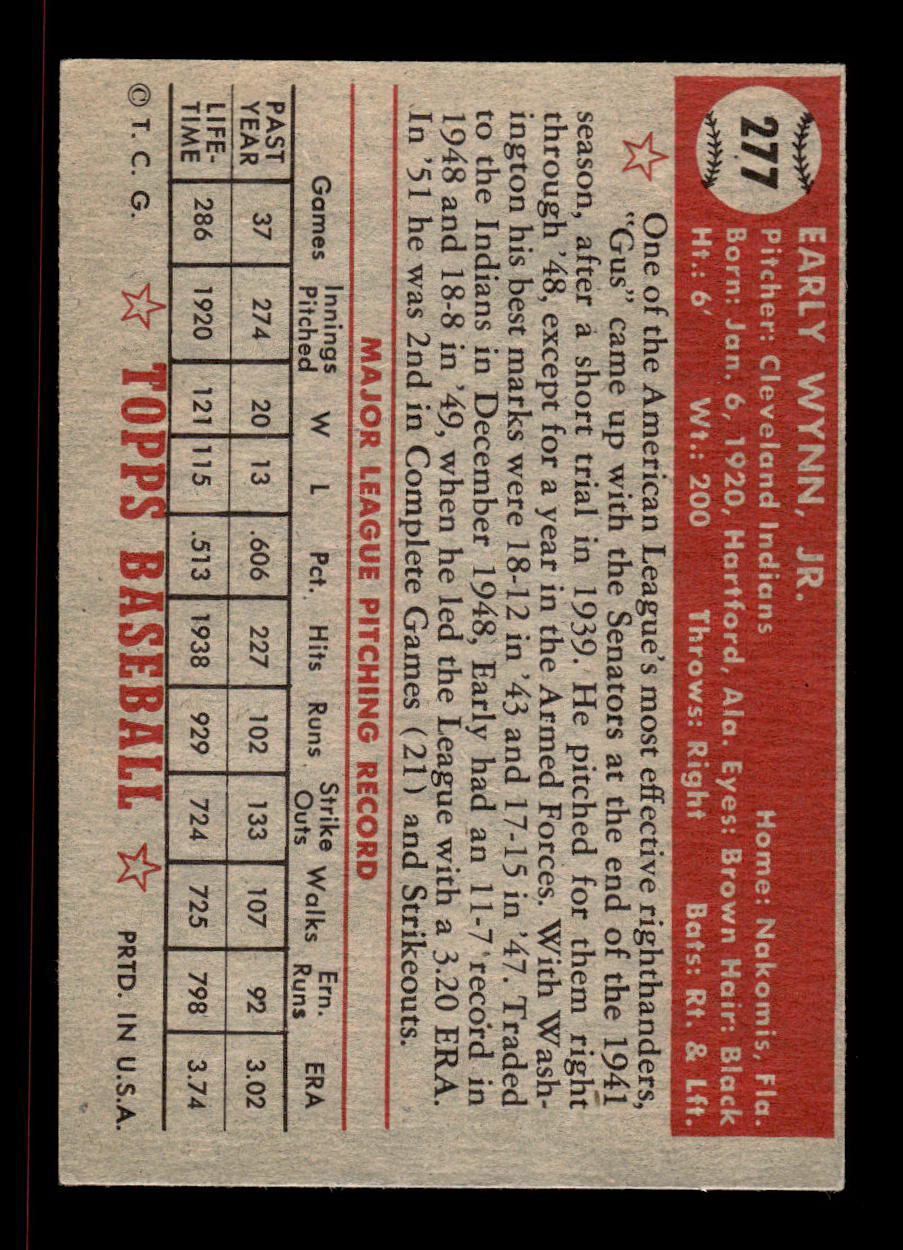 277
EARLY WYNN, JR.
Pitcher: Cleveland Indians Home: Nakomis, Fla.
Born: Jan. 6, 1920, Hartford, Ala. Eyes: Brown Hair: Black
Ht.: 6' Wt.: 200 Throws: Right Bats: Rt. & Lft.
One of the American League's most effective righthanders,
"Gus" came up with the Senators at the end of the 1941
season, after a short trial in 1939. He pitched for them right
through '48, except for a year in the Armed Forces. With Wash-
ington his best marks were 18-12 in '43 and 17-15 in '47. Traded
to the Indians in December 1948, Early had an 11-7 record in
1948 and 18-8 in '49, when he led the League with a 3.20 ERA.
In '51 he was 2nd in Complete Games (21) and Strikeouts.
MAJOR LEAGUE PITCHING RECORD
Games Innings Pitched W L Pct. Hits Runs Strike Outs Walks Ern. Runs ERA
PAST YEAR 37 274 20 13 .606 227 102 133 107 92 3.02
LIFE-TIME 286 1920 121 115 .513 1938 929 724 725 798 3.74
© T. C. G. TOPPS BASEBALL PRTD. IN U.S.A.